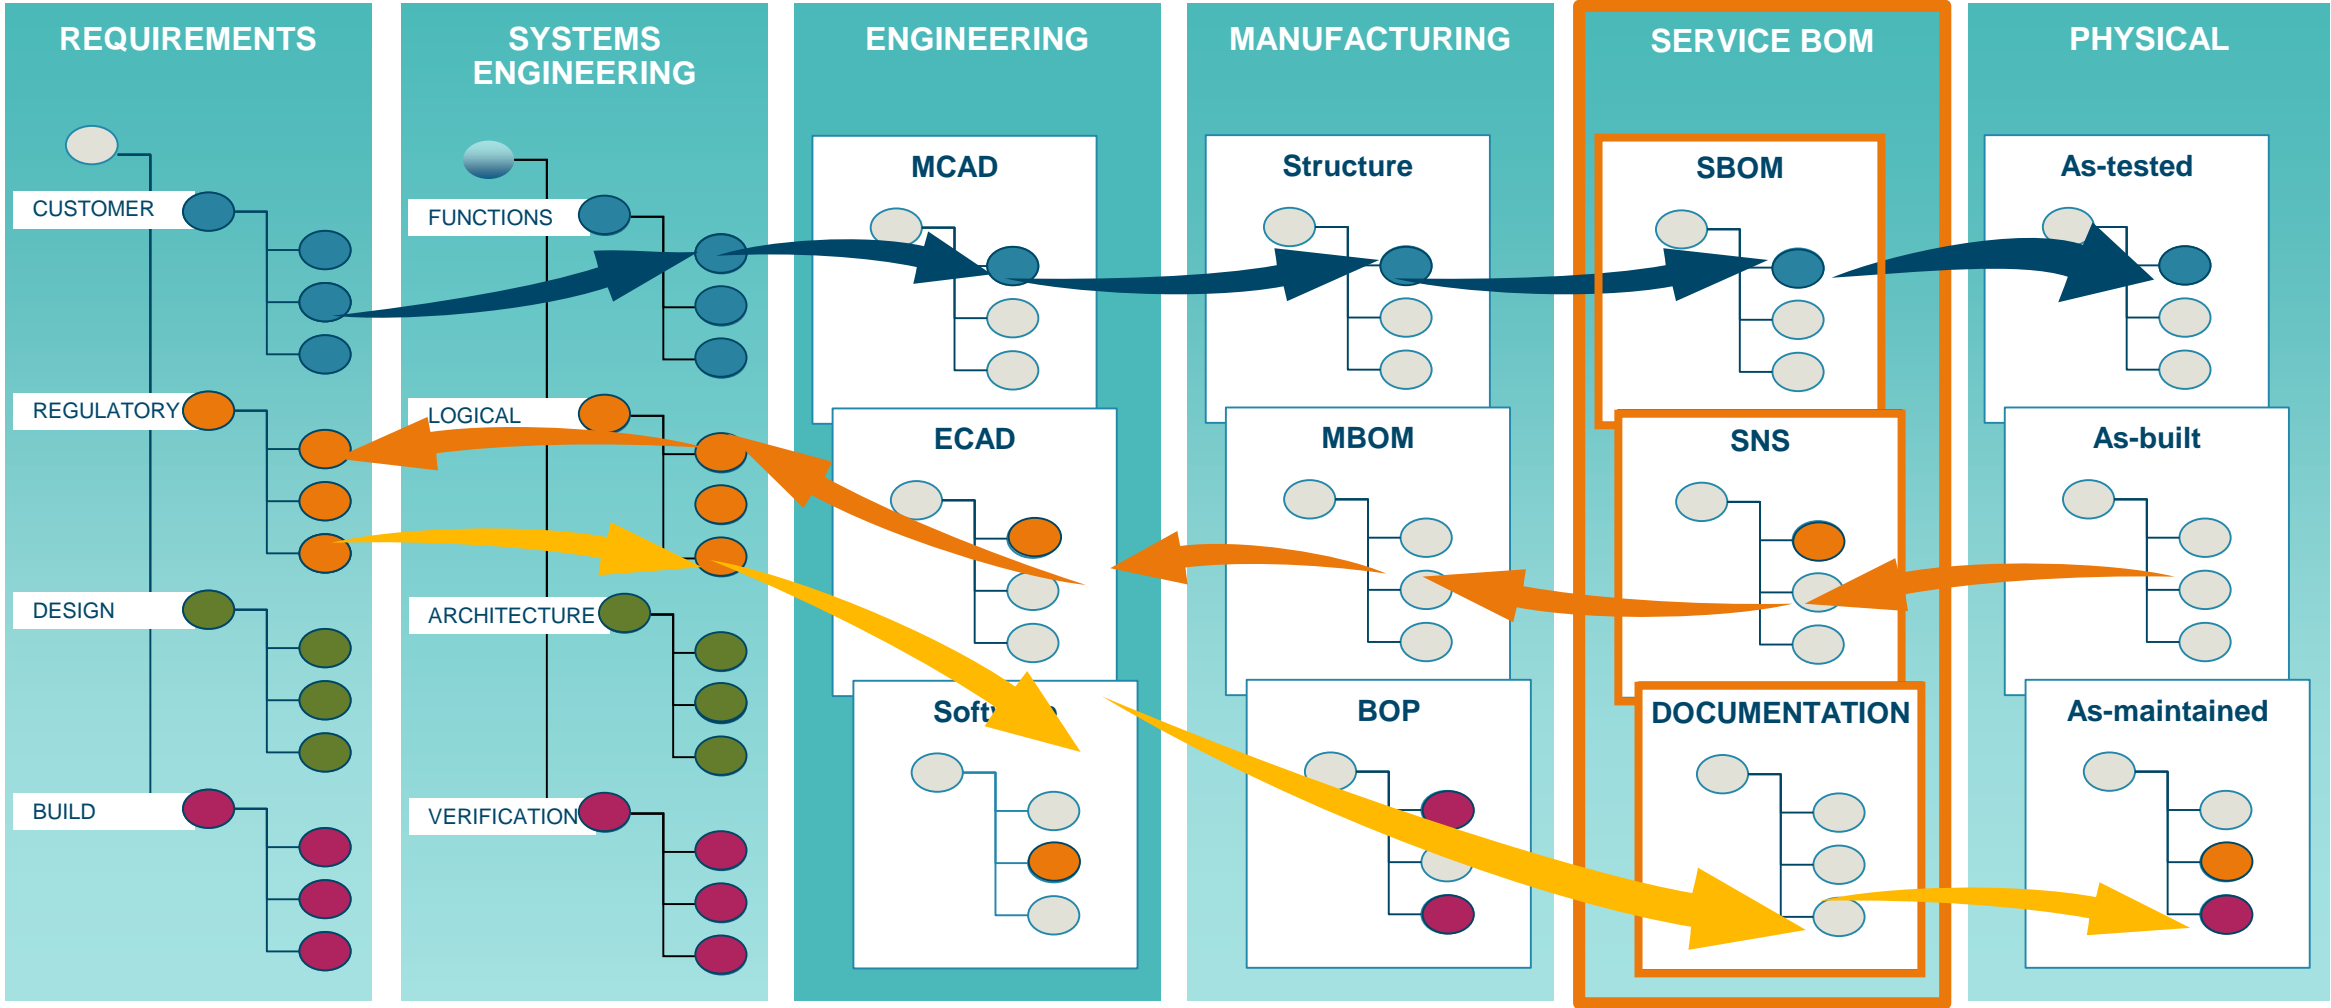 REQUIREMENTS
CUSTOMER
REGULATORY
DESIGN
BUILD
SYSTEMS
ENGINEERING
FUNCTIONS
LOGICAL
ARCHITECTURE
VERIFICATION
ENGINEERING
MCAD
ECAD
Software
MANUFACTURING
Structure
MBOM
BOP
SERVICE BOM
SBOM
SNS
DOCUMENTATION
PHYSICAL
As-tested
As-built
As-maintained